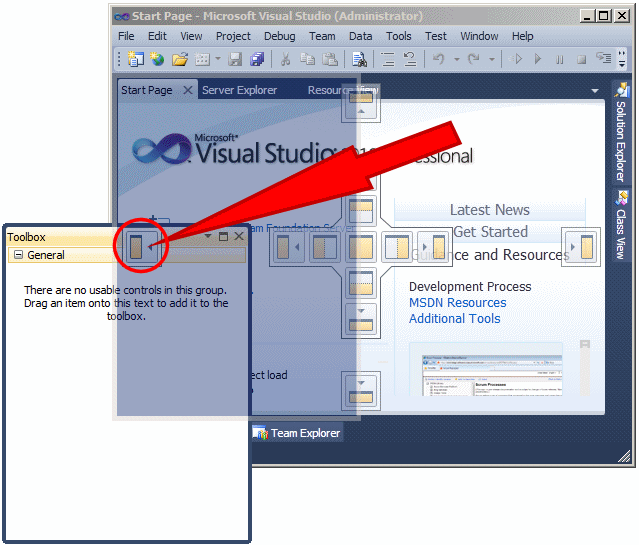 Start Page - Microsoft Visual Studio (Administrator)
File Edit View Project Debug Team Data Tools Test Window Help
Start Page Server Explorer Resource View
Solution Explorer
Class View
Microsoft®
Visual Studio
Latest News
Get Started
Guidance and Resources
Team Foundation Server
Development Process
MSDN Resources
Additional Tools
Toolbox
General
There are no usable controls in this group.
Drag an item onto this text to add it to the
toolbox.
load
Team Explorer